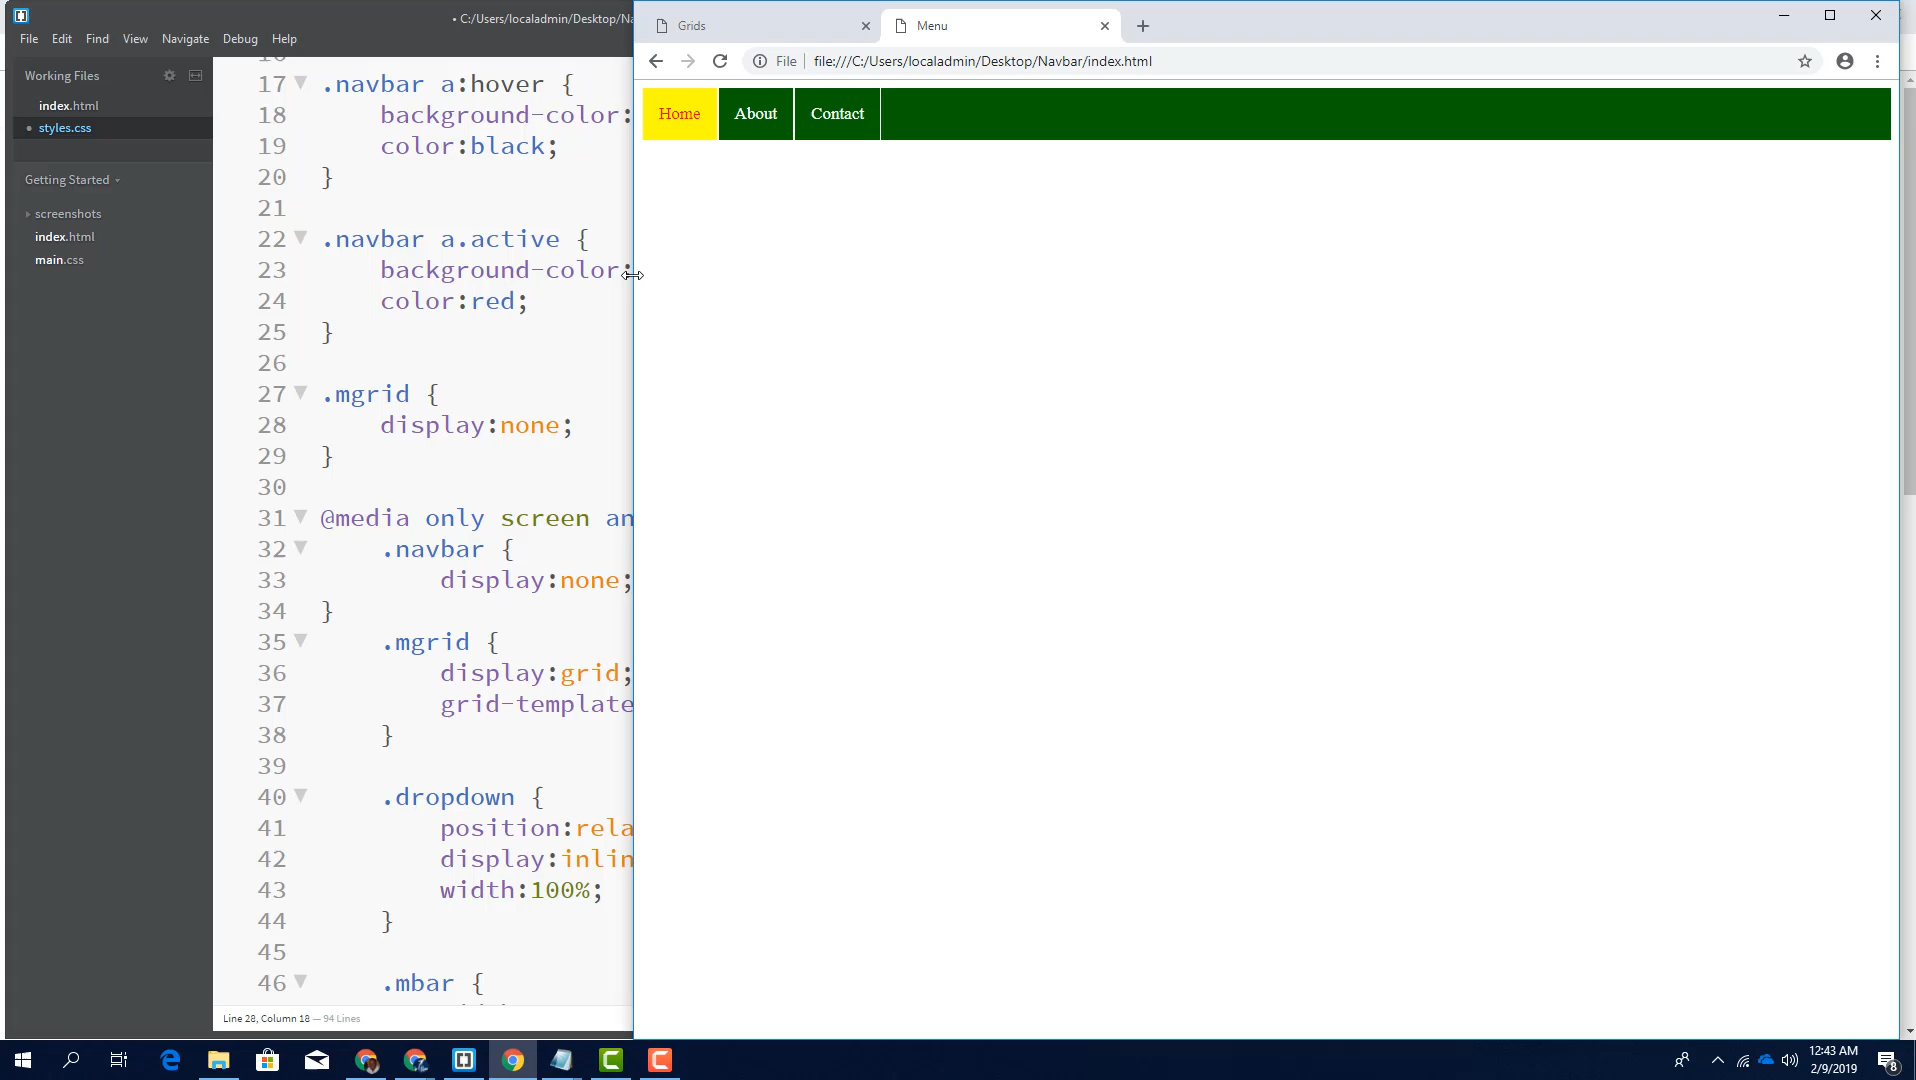 • C:/Users/localadmin/Desktop/Na
File Edit Find View Navigate Debug Help
Working Files
index.html
• styles.css
Getting Started
screenshots
index.html
main.css
17 .navbar a:hover {
18 background-color:
19 color:black;
20 }
21
22 .navbar a.active {
23 background-color:
24 color:red;
25 }
26
27 .mgrid {
28 display:none;
29 }
30
31 @media only screen an
32 .navbar {
33 display:none;
34 }
35 .mgrid {
36 display:grid;
37 grid-template
38 }
39
40 .dropdown {
41 position:rela
42 display:inlin
43 width:100%;
44 }
45
46 .mbar {
Line 28, Column 18 — 94 Lines
Grids
Menu
File
file:///C:/Users/localadmin/Desktop/Navbar/index.html
Home About Contact
12:43 AM
2/9/2019
8